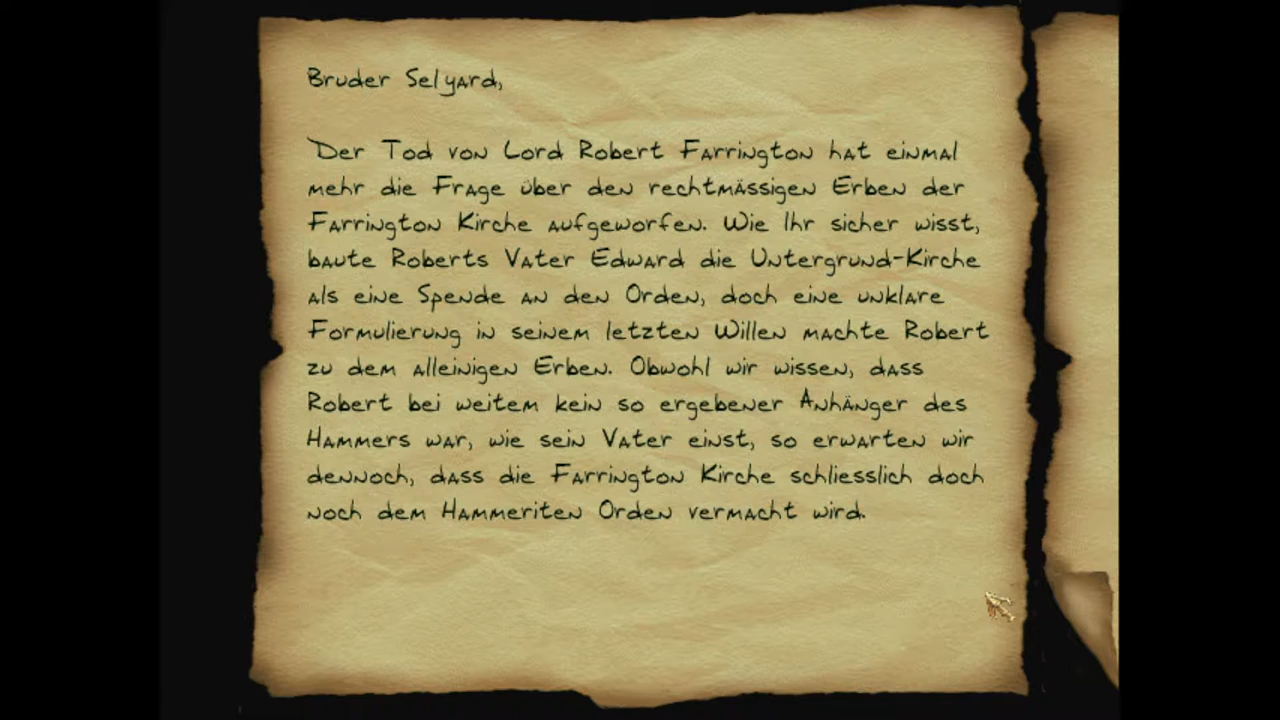 Bruder Selyard,
Der Tod von Lord Robert Farrington hat einmal
mehr die Frage über den rechtmässigen Erben der
Farrington Kirche aufgeworfen. Wie Ihr sicher wisst,
baute Roberts Vater Edward die Untergrund-Kirche
als eine Spende an den Orden, doch eine unklare
Formulierung in seinem letzten Willen machte Robert
zu dem alleinigen Erben. Obwohl wir wissen, dass
Robert bei weitem kein so ergebener Anhänger des
Hammers war, wie sein Vater einst, so erwarten wir
dennoch, dass die Farrington Kirche schliesslich doch
noch dem Hammeriten Orden vermacht wird.